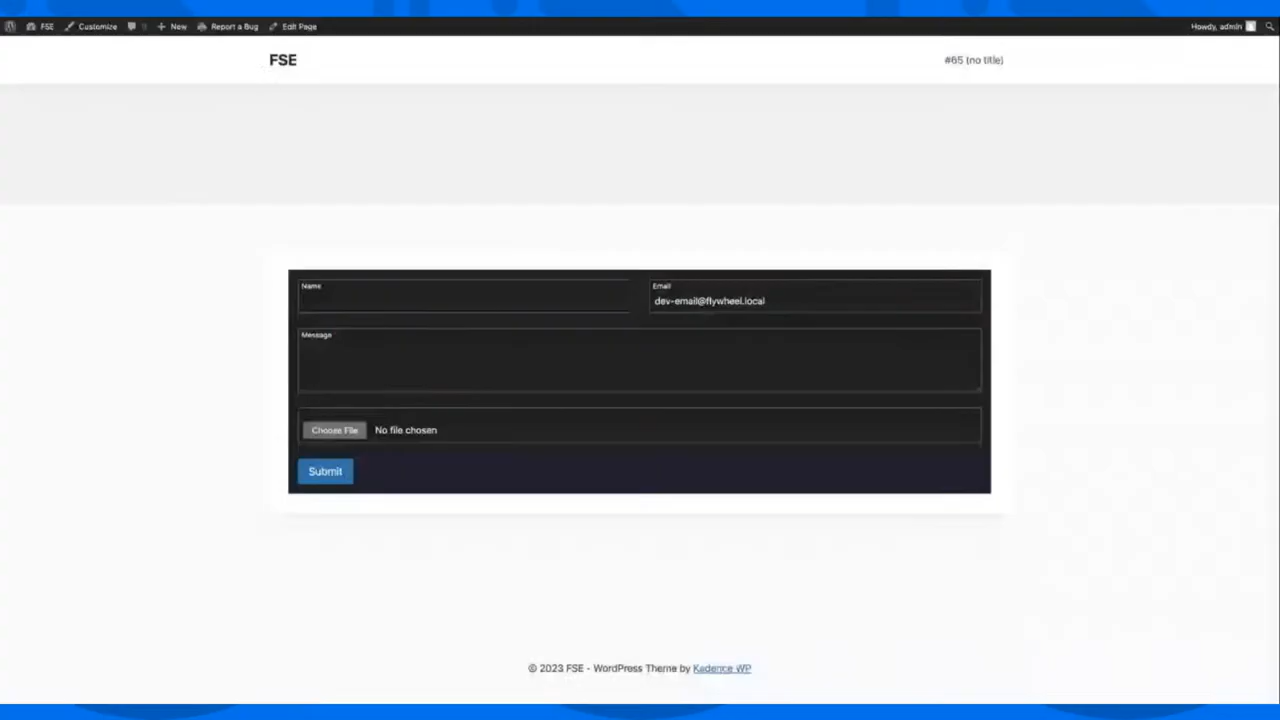 FSE Customize New Report a Bug Edit Page Howdy, admin
FSE #65 (no title)
Name Email
dev-email@flywheel.local
Message
Choose File No file chosen
Submit
© 2023 FSE - WordPress Theme by Kadence WP